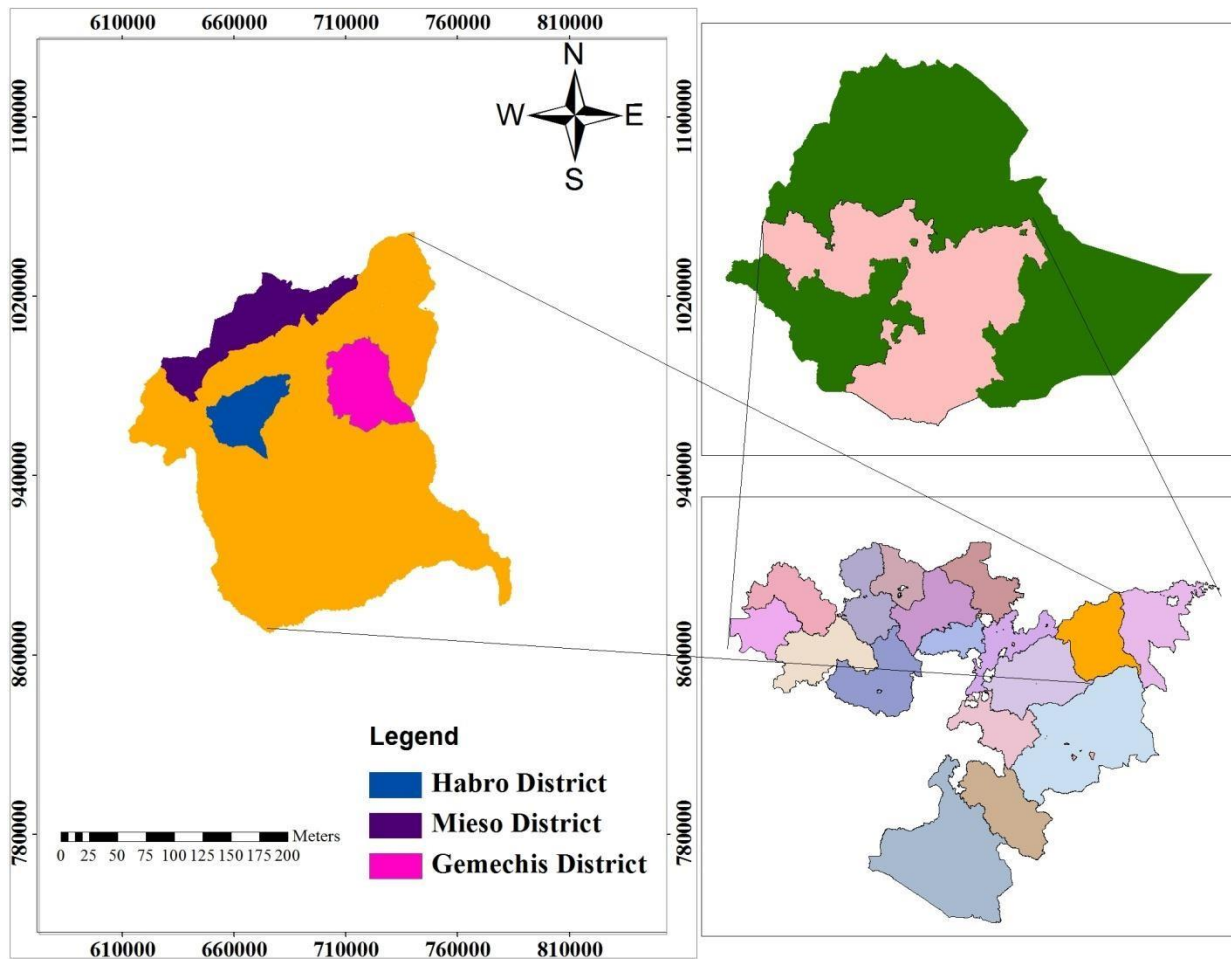 610000 660000 710000 760000 810000
N
W E
S
1100000 1100000
1020000 1020000
940000 940000
860000 860000
780000 780000
Legend
Habro District
Mieso District
Gemechis District
Meters
0 25 50 75 100 125 150 175 200
610000 660000 710000 760000 810000